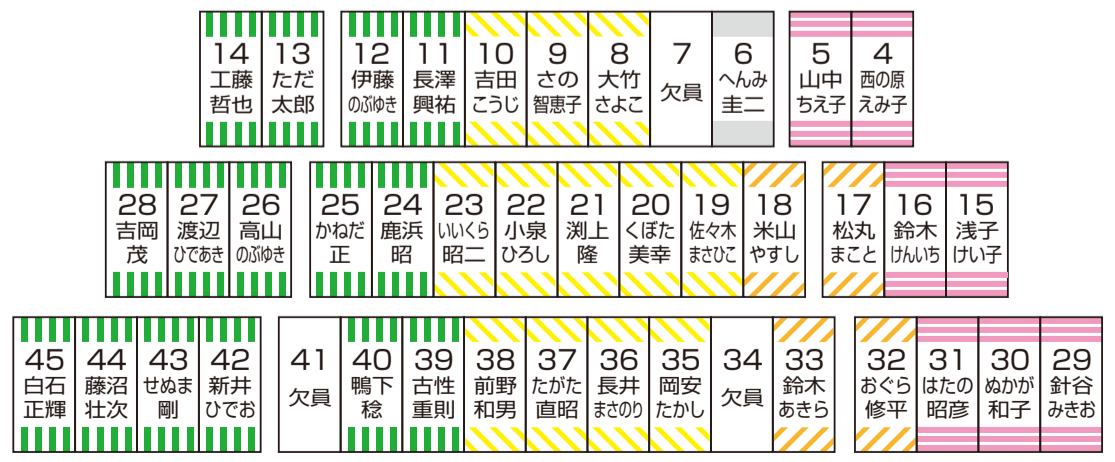 14 13 12 11 10 9 8 7 6 5 4
工藤 ただ 伊藤 長澤 吉田 さの 大竹 欠員 へんみ 山中 西の原
哲也 太郎 のぶゆき 興祐 こうじ 智恵子 さよこ 圭二 ちえ子 えみ子
28 27 26 25 24 23 22 21 20 19 18 17 16 15
吉岡 渡辺 高山 かねだ 鹿浜 いいくら 小泉 渕上 くぼた 佐々木 米山 松丸 鈴木 浅子
茂 ひであき のぶゆき 正 昭 昭二 ひろし 隆 美幸 まさひこ やすし まこと けんいち けい子
45 44 43 42 41 40 39 38 37 36 35 34 33 32 31 30 29
白石 藤沼 せぬま 新井 欠員 鴨下 古性 前野 たがた 長井 岡安 欠員 鈴木 おぐら はたの ぬかが 針谷
正輝 壮次 剛 ひでお 稔 重則 和男 直昭 まさのり たかし あきら 修平 昭彦 和子 みきお